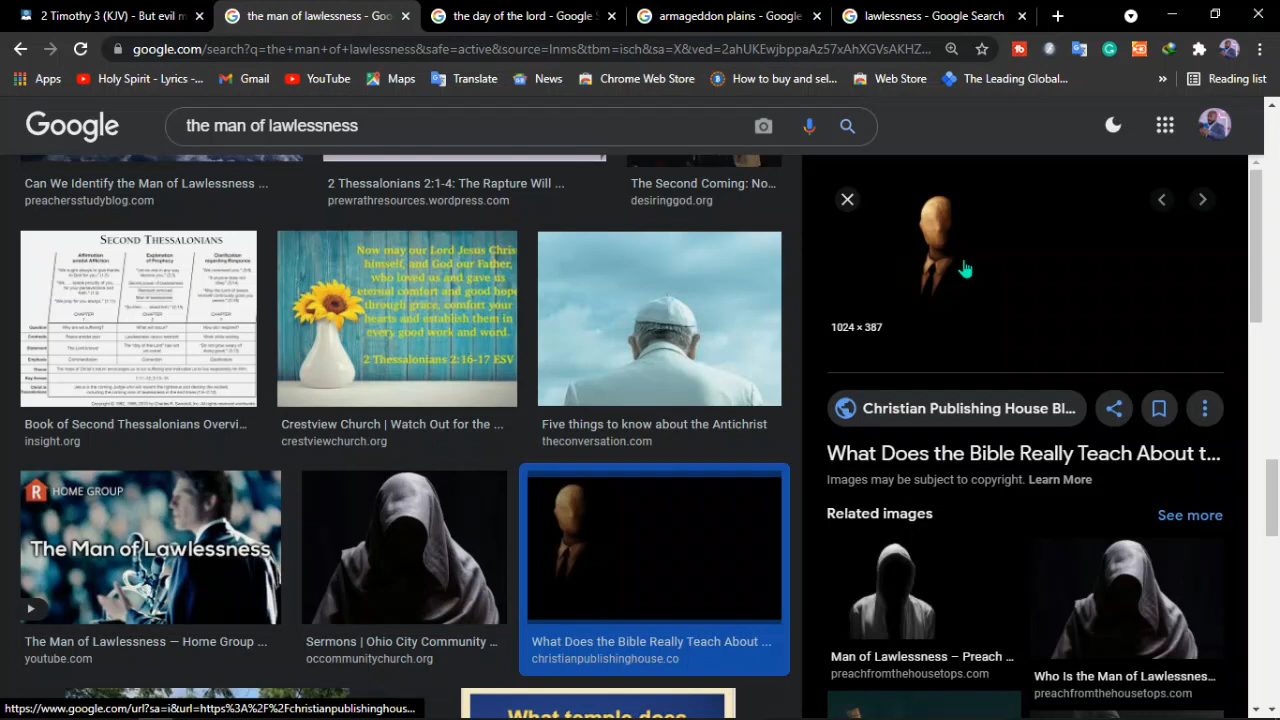 2 Timothy 3 (KJV) - But evil m
the man of lawlessness - Goo
the day of the lord - Google S
armageddon plains - Google
lawlessness - Google Search
google.com/search?q=the+man+of+lawlessness&safe=active&source=lnms&tbm=isch&sa=X&ved=2ahUKEwjbppaAz57xAhXGYsAKHZ...
Apps
Holy Spirit - Lyrics -...
Gmail
YouTube
Maps
Translate
News
Chrome Web Store
How to Buy and sel...
Web Store
The Leading Global...
Reading list
Google
the man of lawlessness
Can We Identify the Man of Lawlessness ...
preachersstudyblog.com
2 Thessalonians 2:1-4: The Rapture Will ...
prewrathresources.wordpress.com
The Second Coming: No...
desiringgod.org
SECOND THESSALONIANS
Now may our Lord Jesus Chris
himself, and God our Father,
who loved us and gave us
ternal comfort and good hop
through grace, comfort your
hearts and establish them in
every good work and word.
2 Thessalonians 2:16-17 ESV
Book of Second Thessalonians Overvi...
insight.org
Crestview Church | Watch Out for the ...
crestviewchurch.org
Five things to know about the Antichrist
theconversation.com
HOME GROUP
The Man of Lawlessness
The Man of Lawlessness — Home Group ...
youtube.com
Sermons | Ohio City Community ...
occommunitychurch.org
What Does the Bible Really Teach About ...
christianpublishinghouse.co
What temple does
1024 × 587
Christian Publishing House Bl...
What Does the Bible Really Teach About t...
Images may be subject to copyright. Learn More
Related images
See more
Man of Lawlessness – Preach ...
preachfromthehousetops.com
Who Is the Man of Lawlessnes...
preachfromthehousetops.com
https://www.google.com/url?sa=i&url=https%3A%2F%2Fchristianpublishinghous...